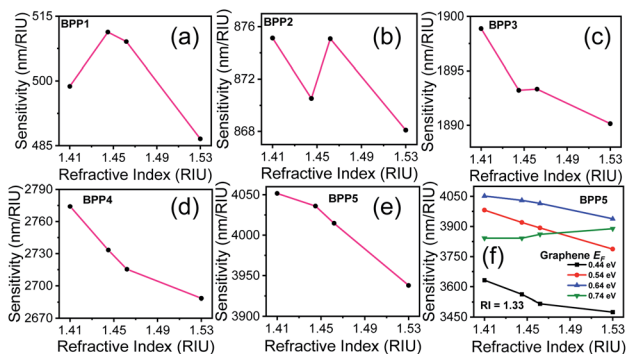 BPP1
(a)
Sensitivity (nm/RIU)
515
500
485
1.41 1.45 1.49 1.53
Refractive Index (RIU)
BPP2
(b)
Sensitivity (nm/RIU)
876
872
868
1.41 1.45 1.49 1.53
Refractive Index (RIU)
BPP3
(c)
Sensitivity (nm/RIU)
1900
1895
1890
1.41 1.45 1.49 1.53
Refractive Index (RIU)
BPP4
(d)
Sensitivity (nm/RIU)
2790
2760
2730
2700
2670
1.41 1.45 1.49 1.53
Refractive Index (RIU)
BPP5
(e)
Sensitivity (nm/RIU)
4050
4000
3950
3900
1.41 1.45 1.49 1.53
Refractive Index (RIU)
BPP5
(f)
Sensitivity (nm/RIU)
4050
3900
3750
3600
3450
Graphene EF
0.44 eV
0.54 eV
0.64 eV
0.74 eV
RI = 1.33
1.41 1.45 1.49 1.53
Refractive Index (RIU)